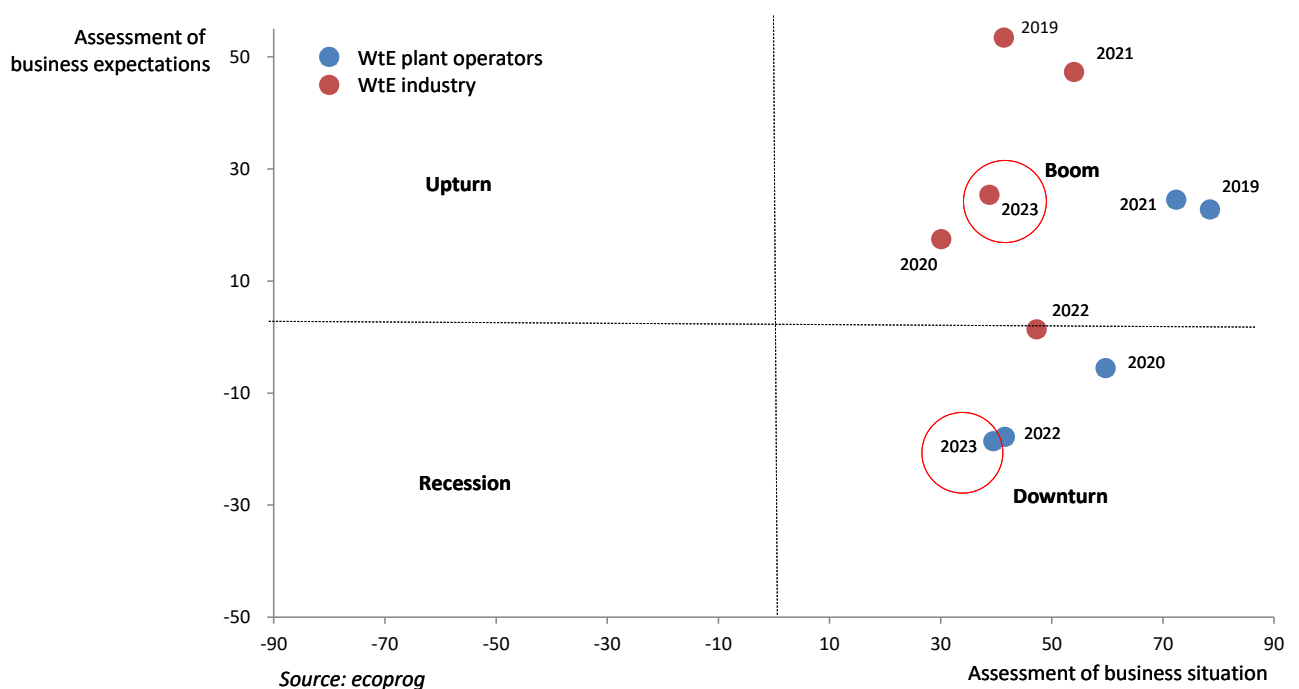 Assessment of
business expectations
WtE plant operators
WtE industry
2019
2021
Upturn
Boom
2023
2021
2019
2020
2022
2020
2023
2022
Recession
Downturn
50
30
10
-10
-30
-50
-90
-70
-50
-30
-10
10
30
50
70
90
Assessment of business situation
Source: ecoprog